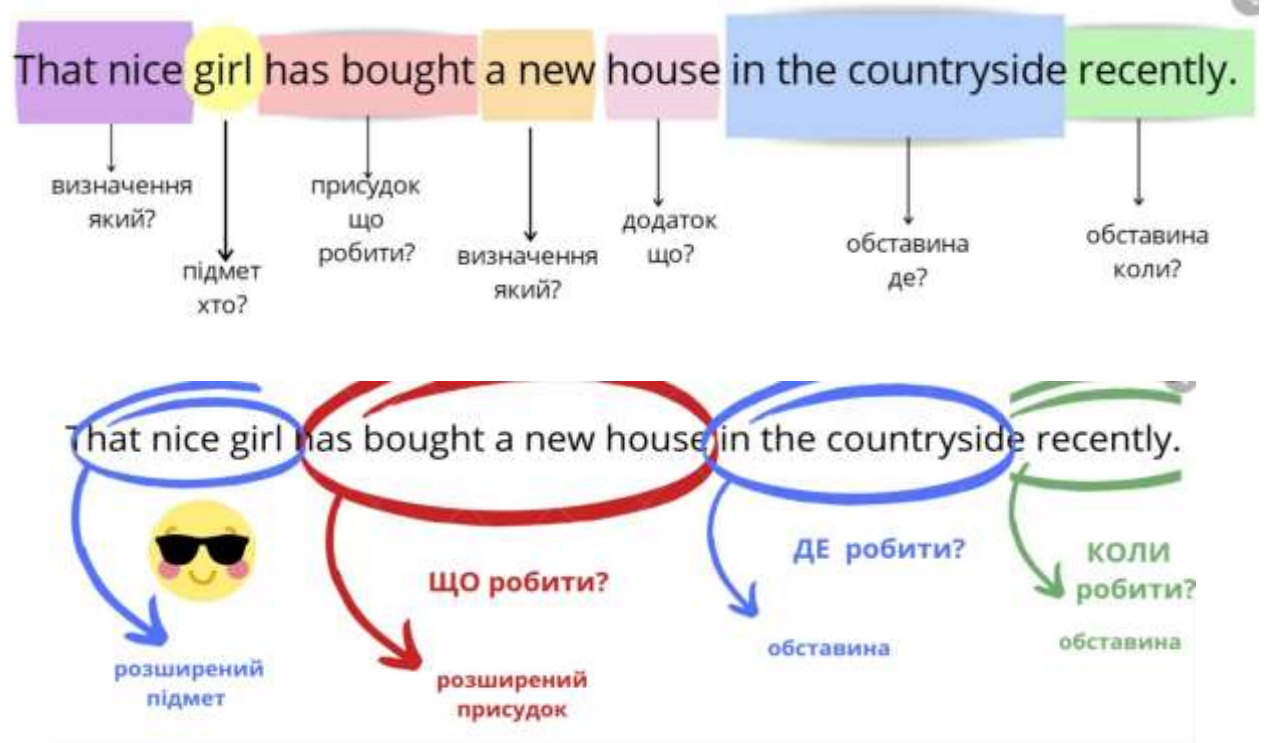 That nice girl has bought a new house in the countryside recently.
визначення
який?
підмет
хто?
присудок
що
робити?
визначення
який?
додаток
що?
обставина
де?
обставина
коли?
That nice girl has bought a new house in the countryside recently.
розширений
підмет
ЩО робити?
розширений
присудок
ДЕ робити?
обставина
КОЛИ
робити?
обставина